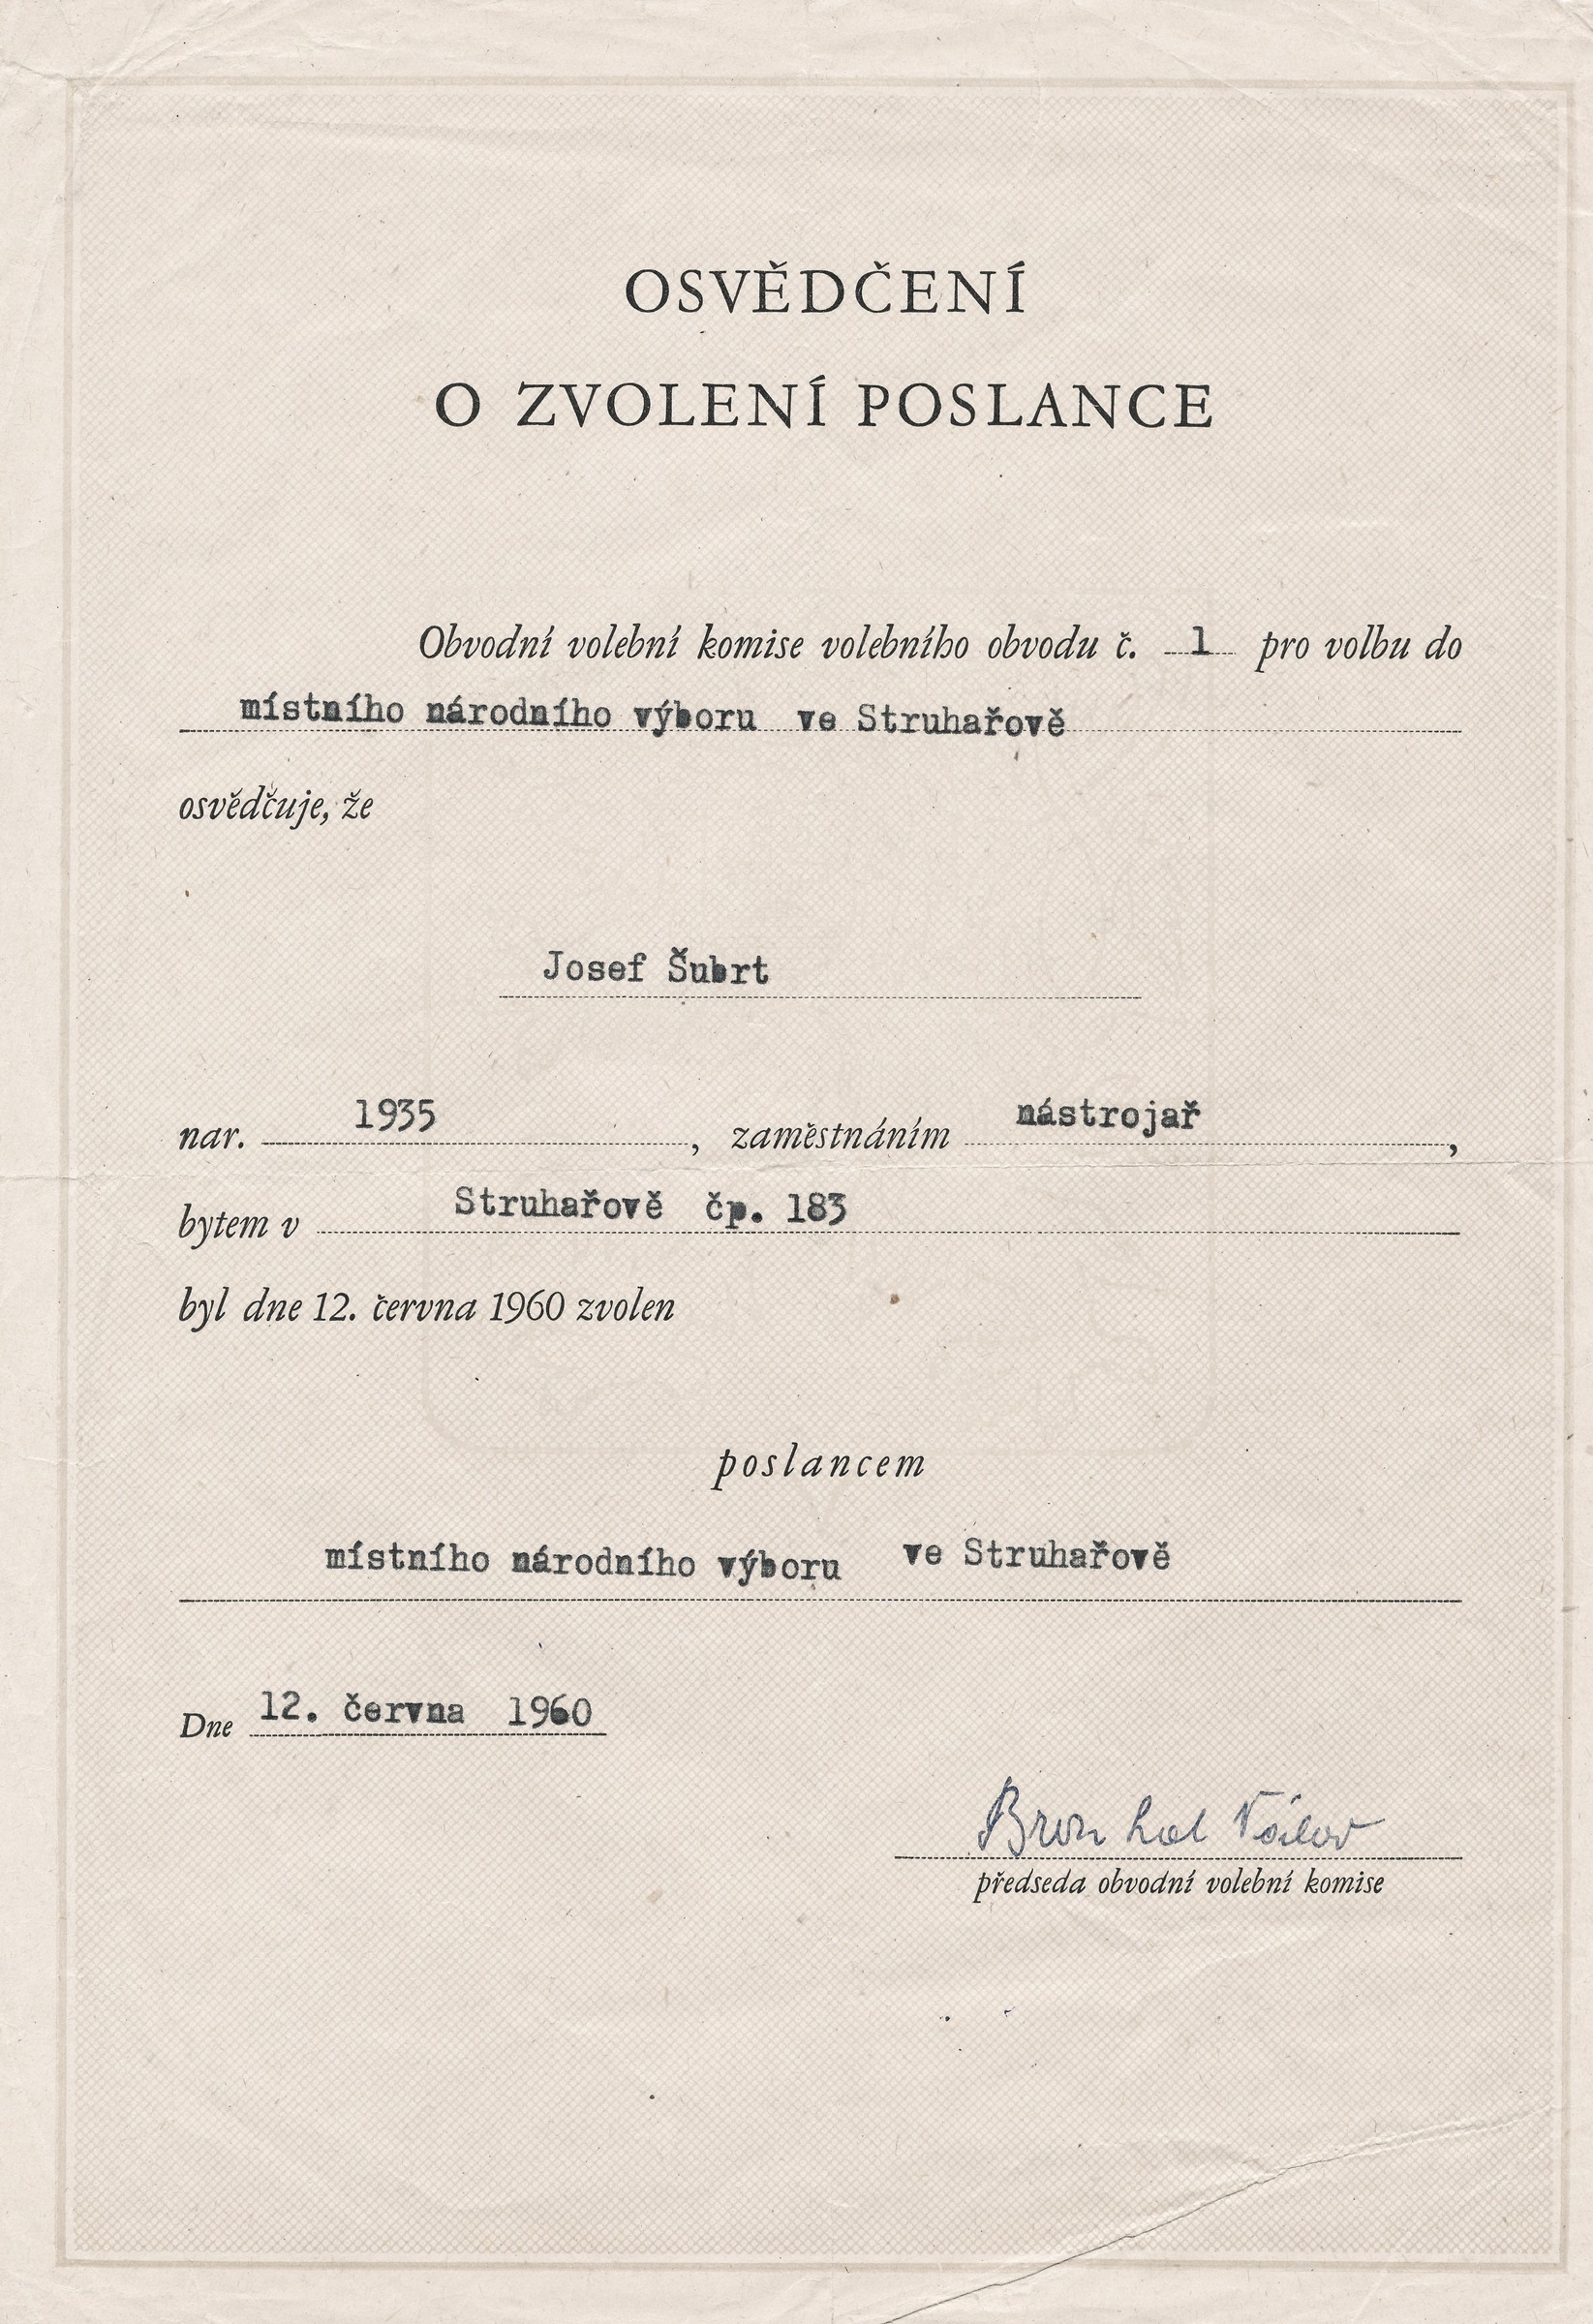 OSVĚDČENÍ
O ZVOLENÍ POSLANCE
Obvodní volební komise volebního obvodu č. 1 pro volbu do
místního národního výboru ve Struhařově
osvědčuje, že
Josef Šubrt
nar. 1935, zaměstnáním nástrojař,
bytem v Struhařově čp. 183
byl dne 12. června 1960 zvolen
poslancem
místního národního výboru ve Struhařově
Dne 12. června 1960
předseda obvodní volební komise